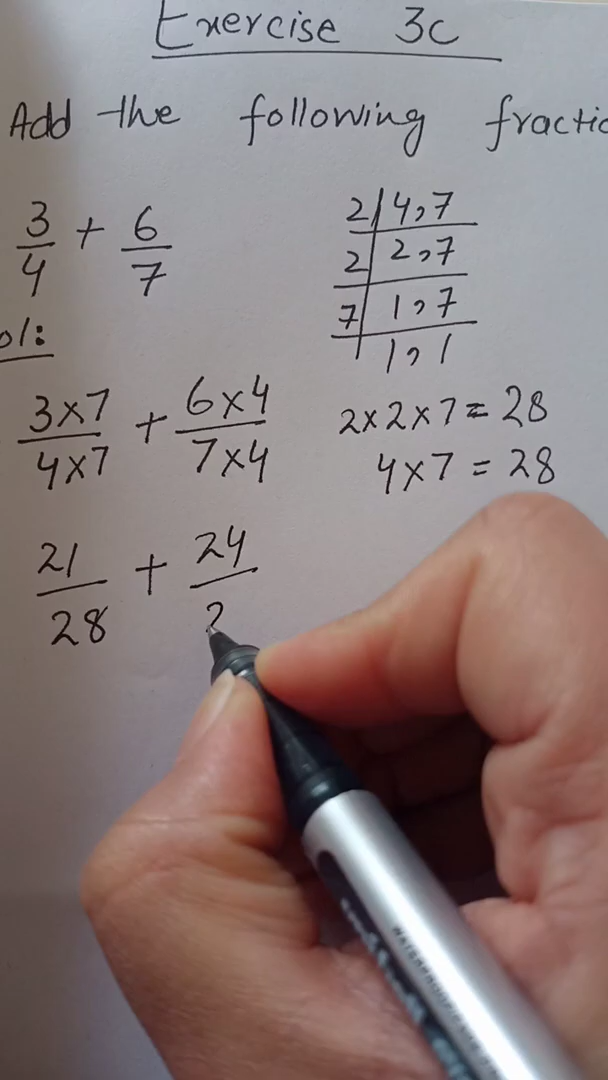 Exercise 3c
Add the following
3/4 + 6/7
2 | 4,7
2 | 2,7
7 | 1,7
1,1
ol:
3x7/4x7 + 6x4/7x4
2x2x7 = 28
4x7 = 28
21/28 + 24/2
WATERPROOF